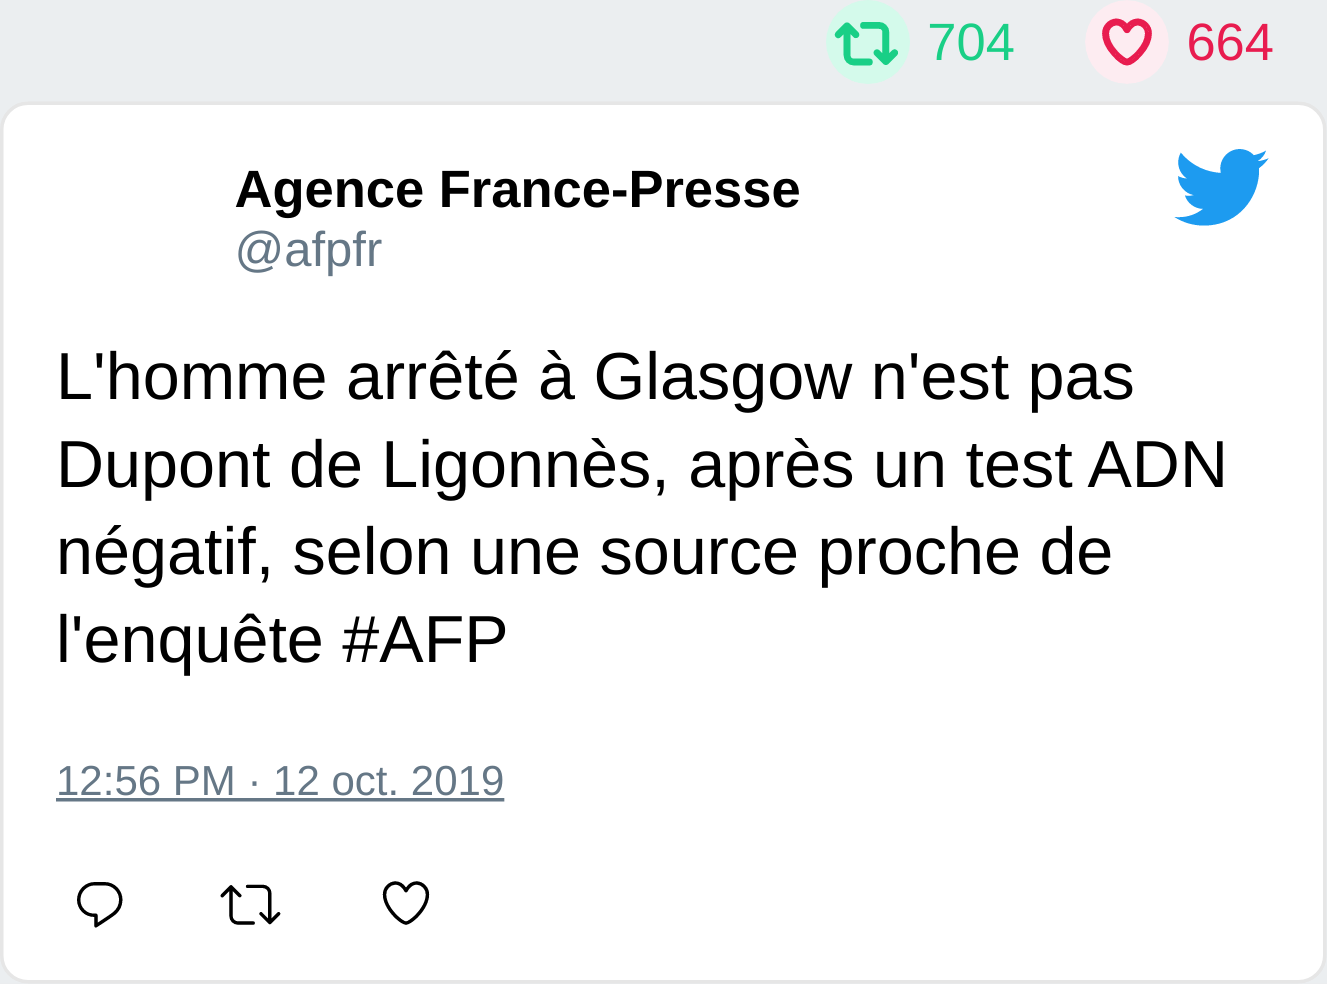 704 664
Agence France-Presse
@afpfr
L'homme arrêté à Glasgow n'est pas
Dupont de Ligonnès, après un test ADN
négatif, selon une source proche de
l'enquête #AFP
12:56 PM · 12 oct. 2019